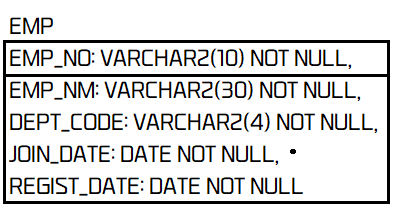 EMP
EMP_NO: VARCHAR2(10) NOT NULL,
EMP_NM: VARCHAR2(30) NOT NULL,
DEPT_CODE: VARCHAR2(4) NOT NULL,
JOIN_DATE: DATE NOT NULL, •
REGIST_DATE: DATE NOT NULL